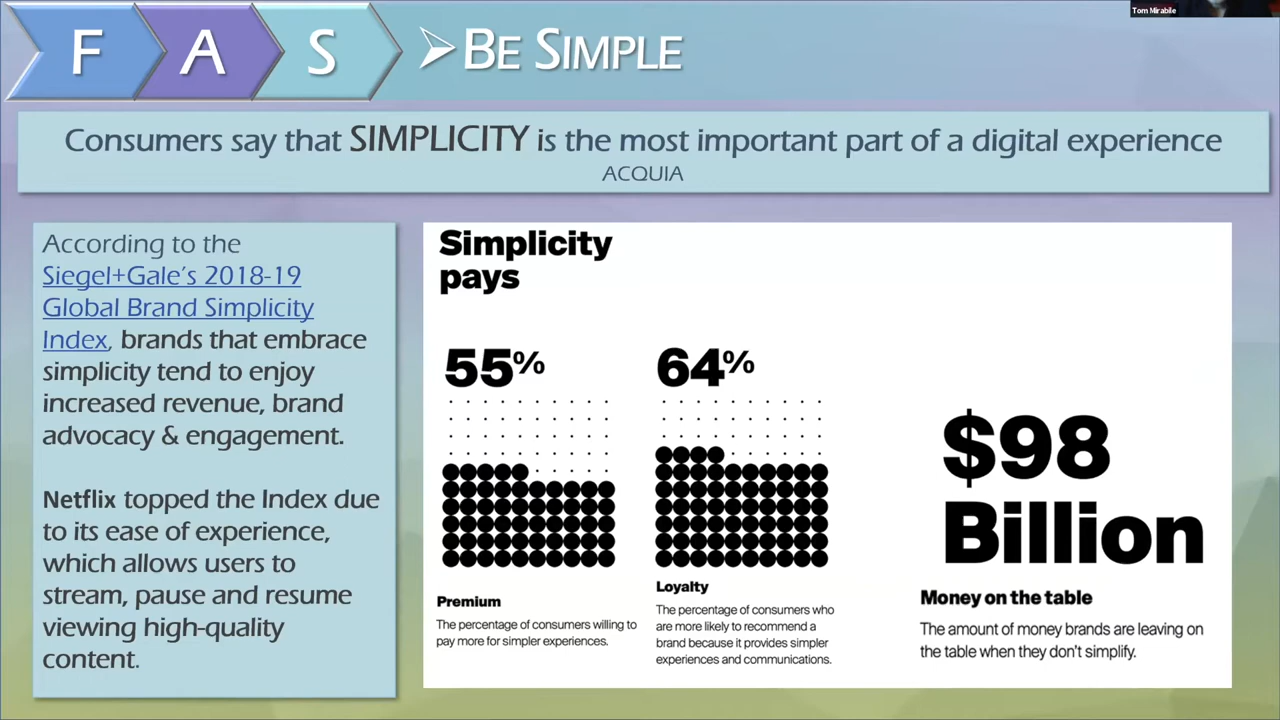 Tom Mirabile
F A S ➢BE SIMPLE
Consumers say that SIMPLICITY is the most important part of a digital experience
ACQUIA
According to the
Siegel+Gale's 2018-19
Global Brand Simplicity
Index, brands that embrace
simplicity tend to enjoy
increased revenue, brand
advocacy & engagement.
Netflix topped the Index due
to its ease of experience,
which allows users to
stream, pause and resume
viewing high-quality
content.
Simplicity
pays
55%
Premium
The percentage of consumers willing to
pay more for simpler experiences.
64%
Loyalty
The percentage of consumers who
are more likely to recommend a
brand because it provides simpler
experiences and communications.
$98
Billion
Money on the table
The amount of money brands are leaving on
the table when they don't simplify.